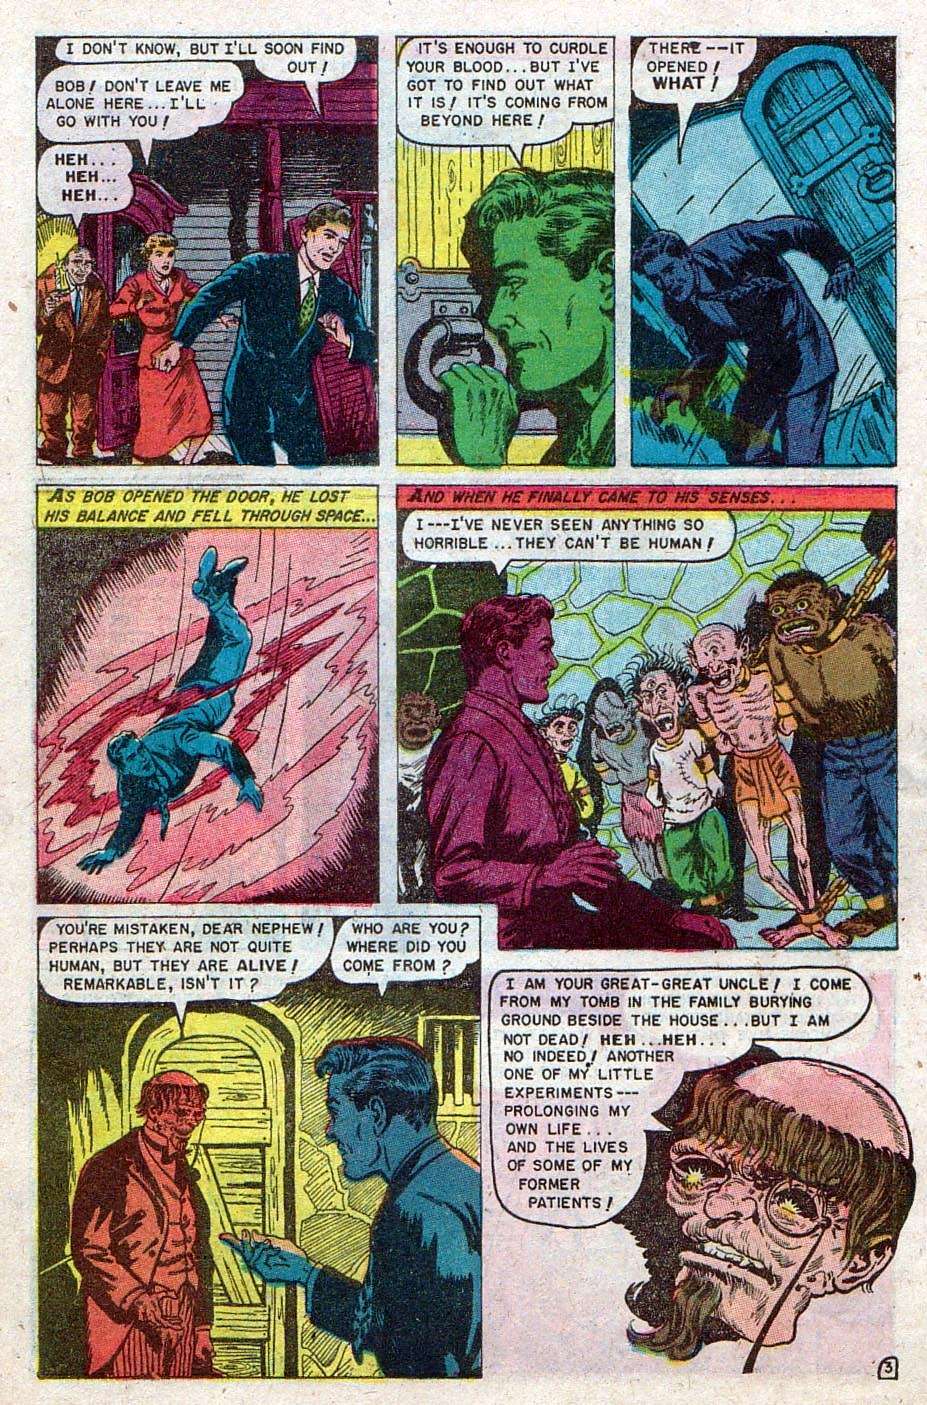 I DON'T KNOW, BUT I'LL SOON FIND
OUT!
BOB! DON'T LEAVE ME
ALONE HERE...I'LL
GO WITH YOU!
HEH...
HEH...
HEH...
IT'S ENOUGH TO CURDLE
YOUR BLOOD...BUT I'VE
GOT TO FIND OUT WHAT
IT IS! IT'S COMING FROM
BEYOND HERE!
THERE--IT
OPENED!
WHAT!
AS BOB OPENED THE DOOR, HE LOST
HIS BALANCE AND FELL THROUGH SPACE...
AND WHEN HE FINALLY CAME TO HIS SENSES...
I---I'VE NEVER SEEN ANYTHING SO
HORRIBLE...THEY CAN'T BE HUMAN!
YOU'RE MISTAKEN, DEAR NEPHEW!
PERHAPS THEY ARE NOT QUITE
HUMAN, BUT THEY ARE ALIVE!
REMARKABLE, ISN'T IT?
WHO ARE YOU?
WHERE DID YOU
COME FROM?
I AM YOUR GREAT-GREAT UNCLE! I COME
FROM MY TOMB IN THE FAMILY BURYING
GROUND BESIDE THE HOUSE...BUT I AM
NOT DEAD! HEH...HEH...
NO INDEED! ANOTHER
ONE OF MY LITTLE
EXPERIMENTS---
PROLONGING MY
OWN LIFE...
AND THE LIVES
OF SOME OF MY
FORMER
PATIENTS!
3